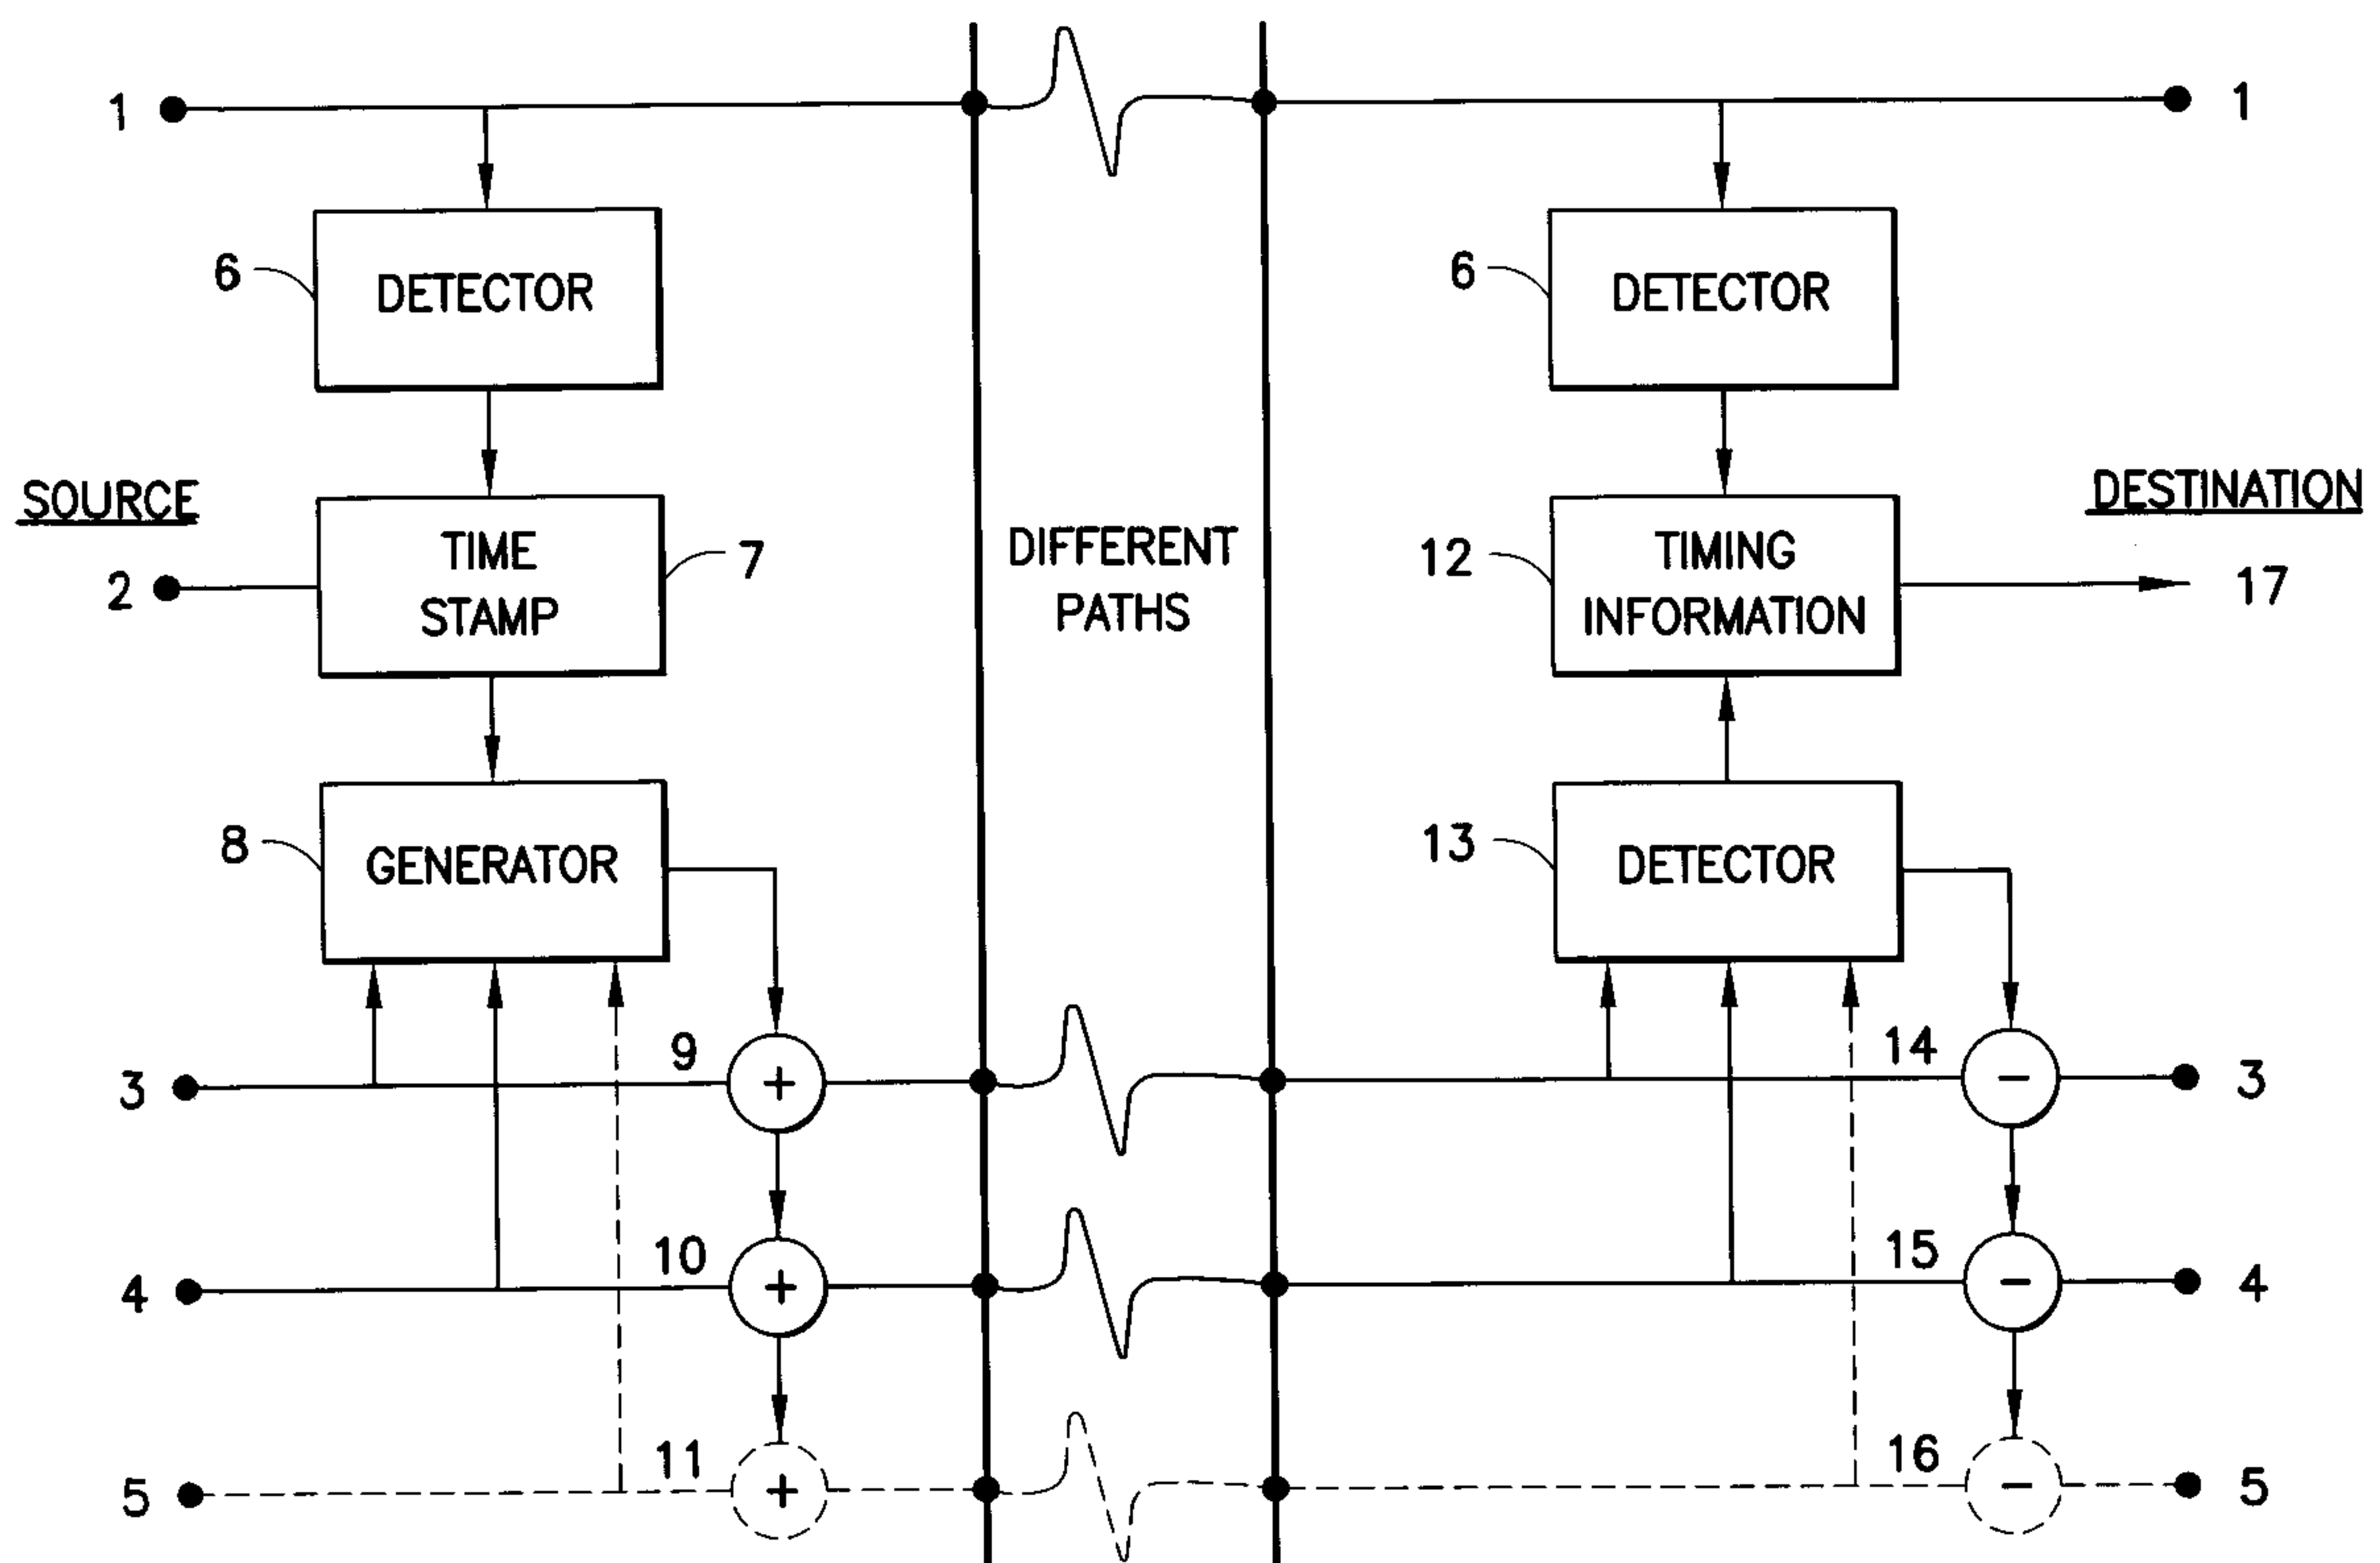 1
1
6
DETECTOR
6
DETECTOR
SOURCE
DESTINATION
TIME
STAMP
7
2
DIFFERENT
PATHS
12
TIMING
INFORMATION
17
8
GENERATOR
13
DETECTOR
9
+
14
−
3
3
10
+
15
−
4
4
11
+
16
−
5
5